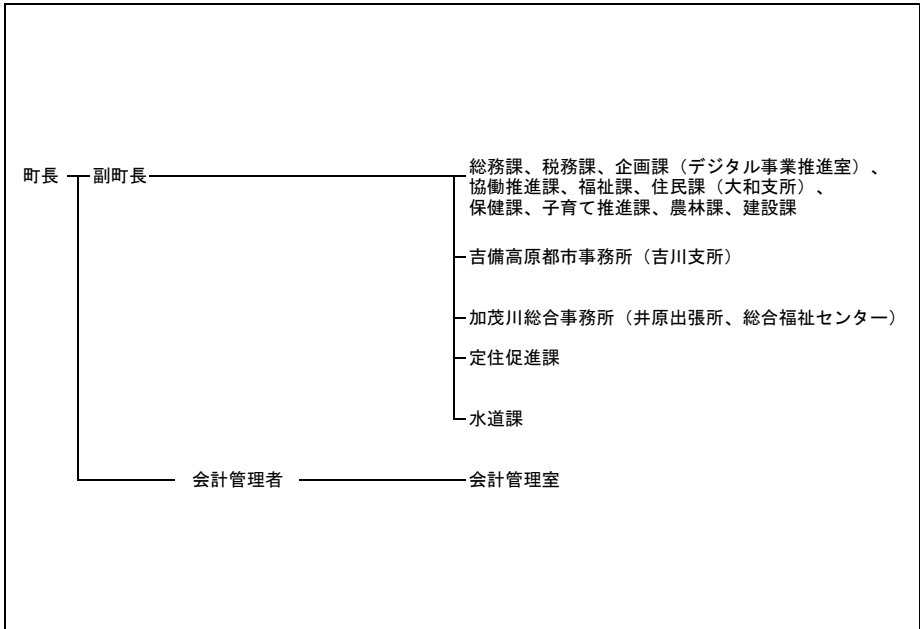 町長 副町長 総務課、税務課、企画課（デジタル事業推進室）、
協働推進課、福祉課、住民課（大和支所）、
保健課、子育て推進課、農林課、建設課
吉備高原都市事務所（吉川支所）
加茂川総合事務所（井原出張所、総合福祉センター）
定住促進課
水道課
会計管理者 会計管理室